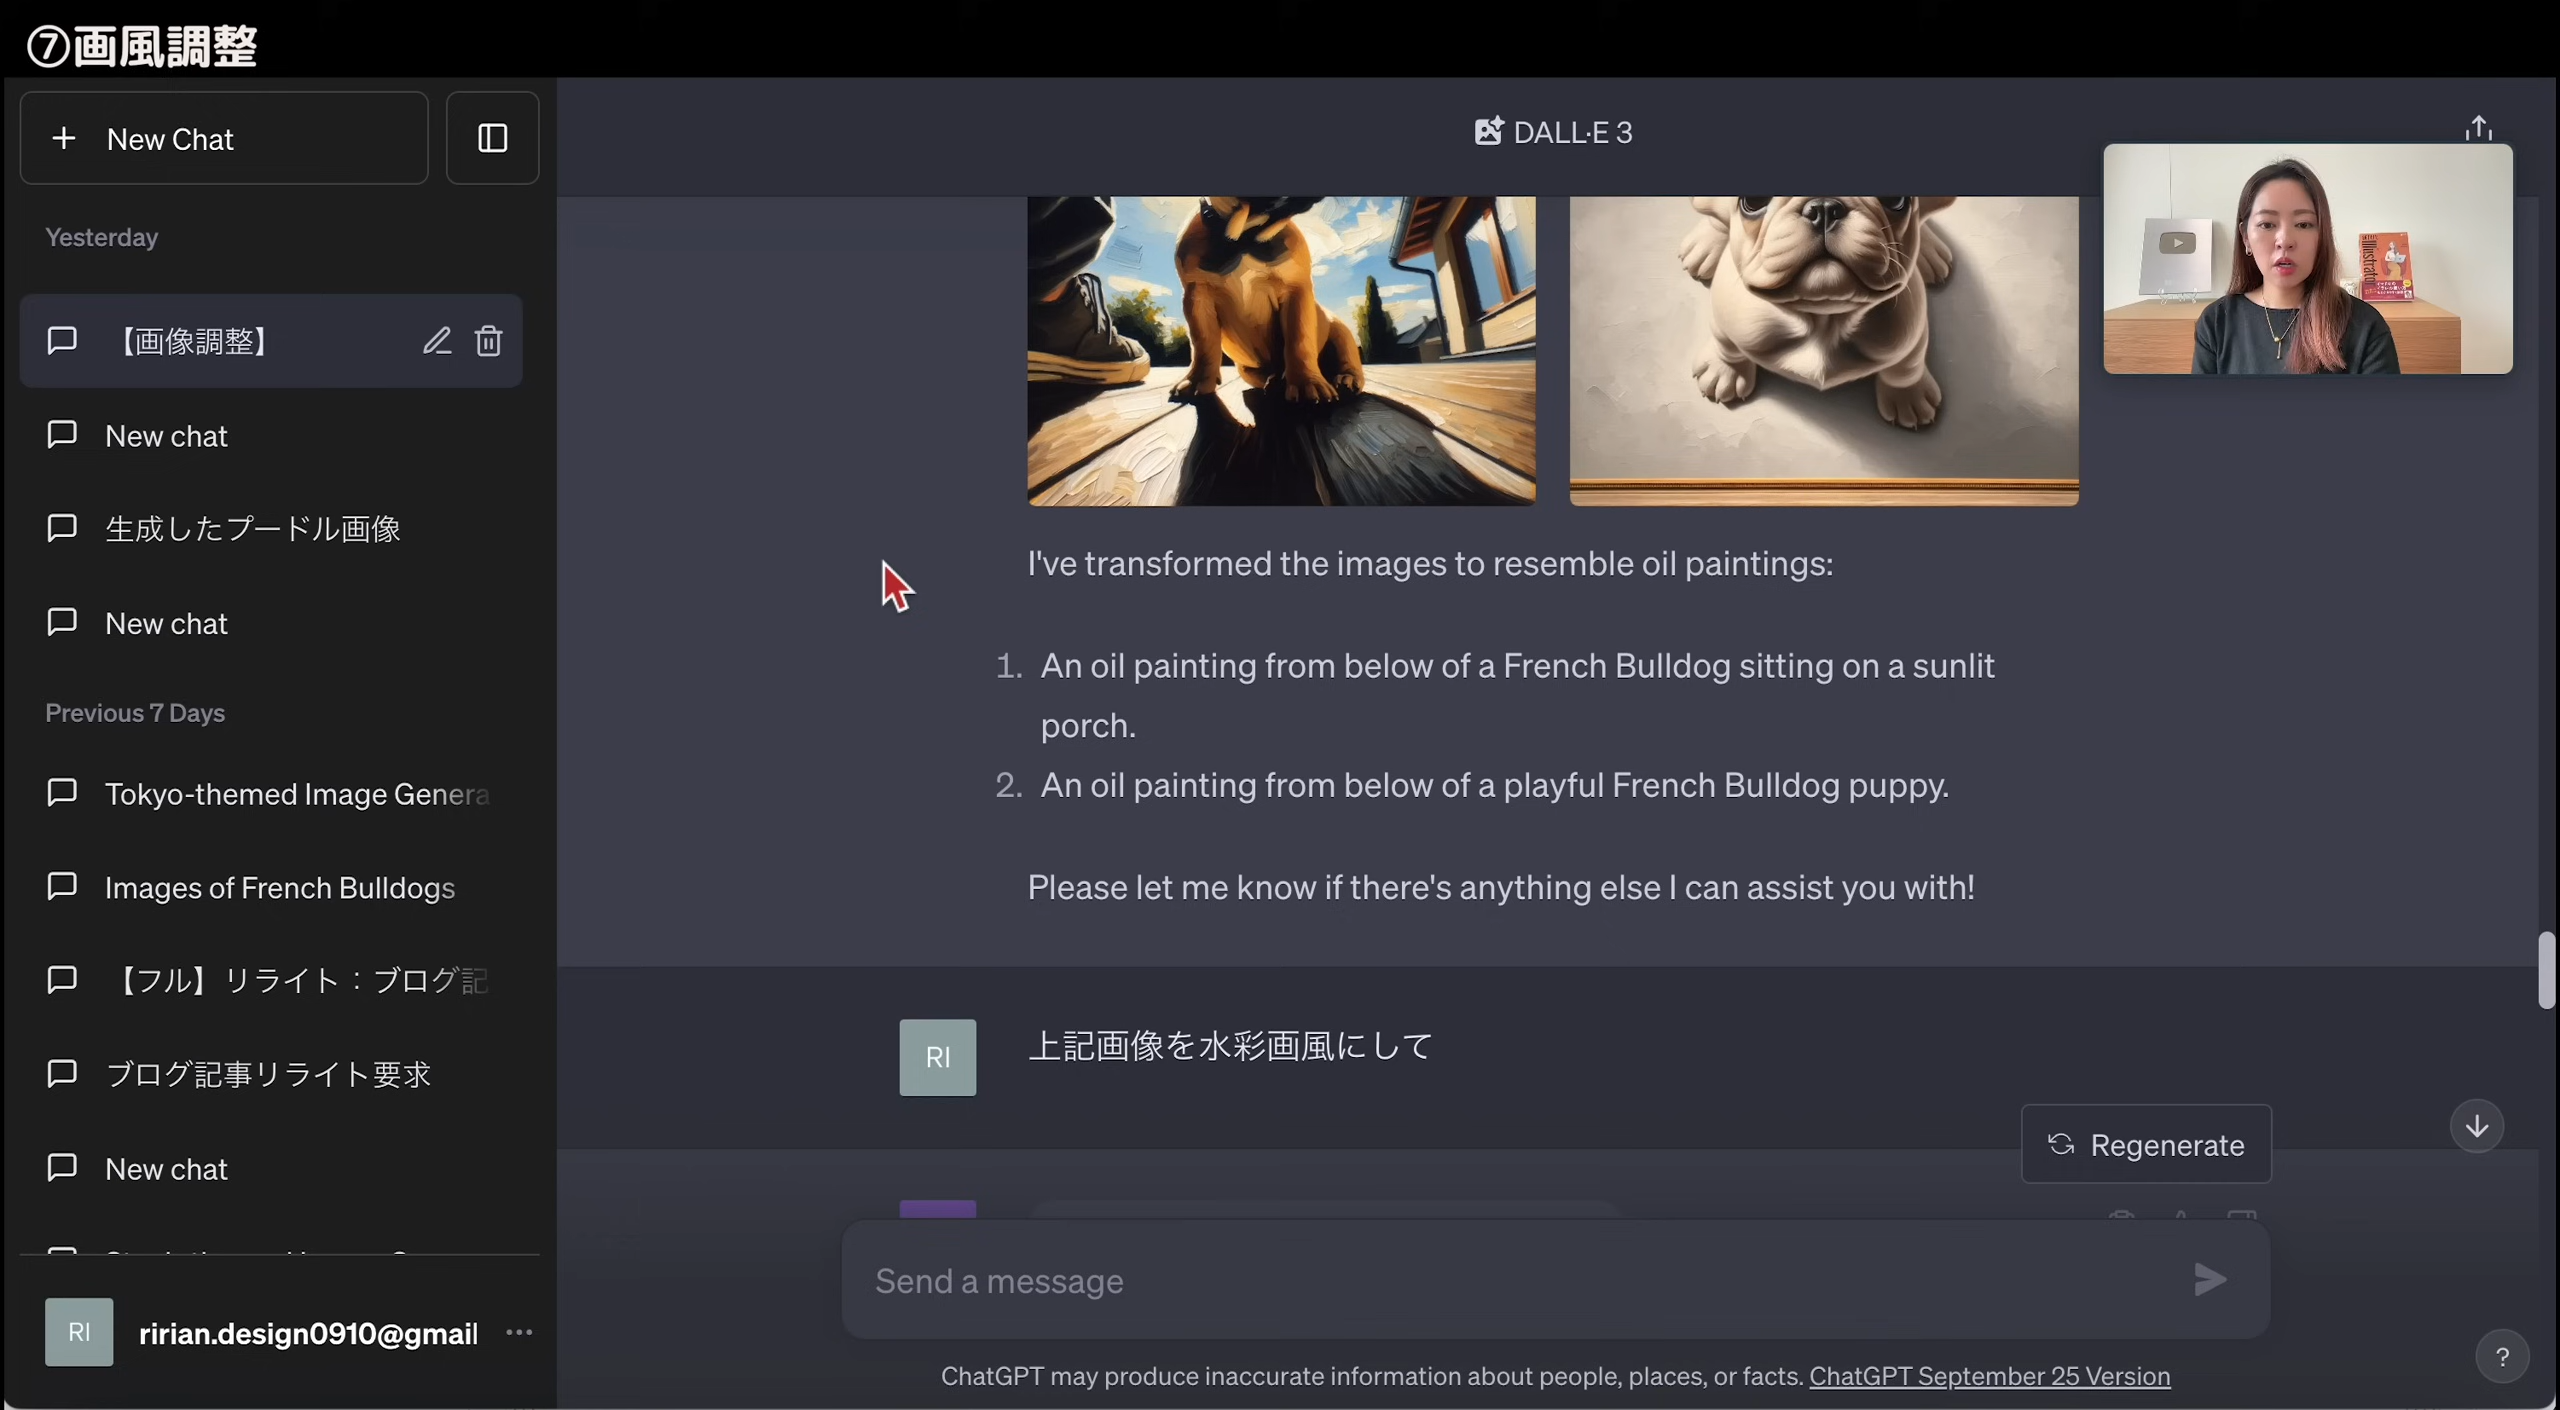 ⑦画風調整
New Chat
Yesterday
【画像調整】
New chat
生成したプードル画像
New chat
Previous 7 Days
Tokyo-themed Image Genera
Images of French Bulldogs
【フル】リライト：ブログ記
ブログ記事リライト要求
New chat
RI
ririan.design0910@gmail
DALL·E 3
Illustrator
I've transformed the images to resemble oil paintings:
1. An oil painting from below of a French Bulldog sitting on a sunlit
porch.
2. An oil painting from below of a playful French Bulldog puppy.
Please let me know if there's anything else I can assist you with!
RI
上記画像を水彩画風にして
Regenerate
Send a message
ChatGPT may produce inaccurate information about people, places, or facts. ChatGPT September 25 Version
?